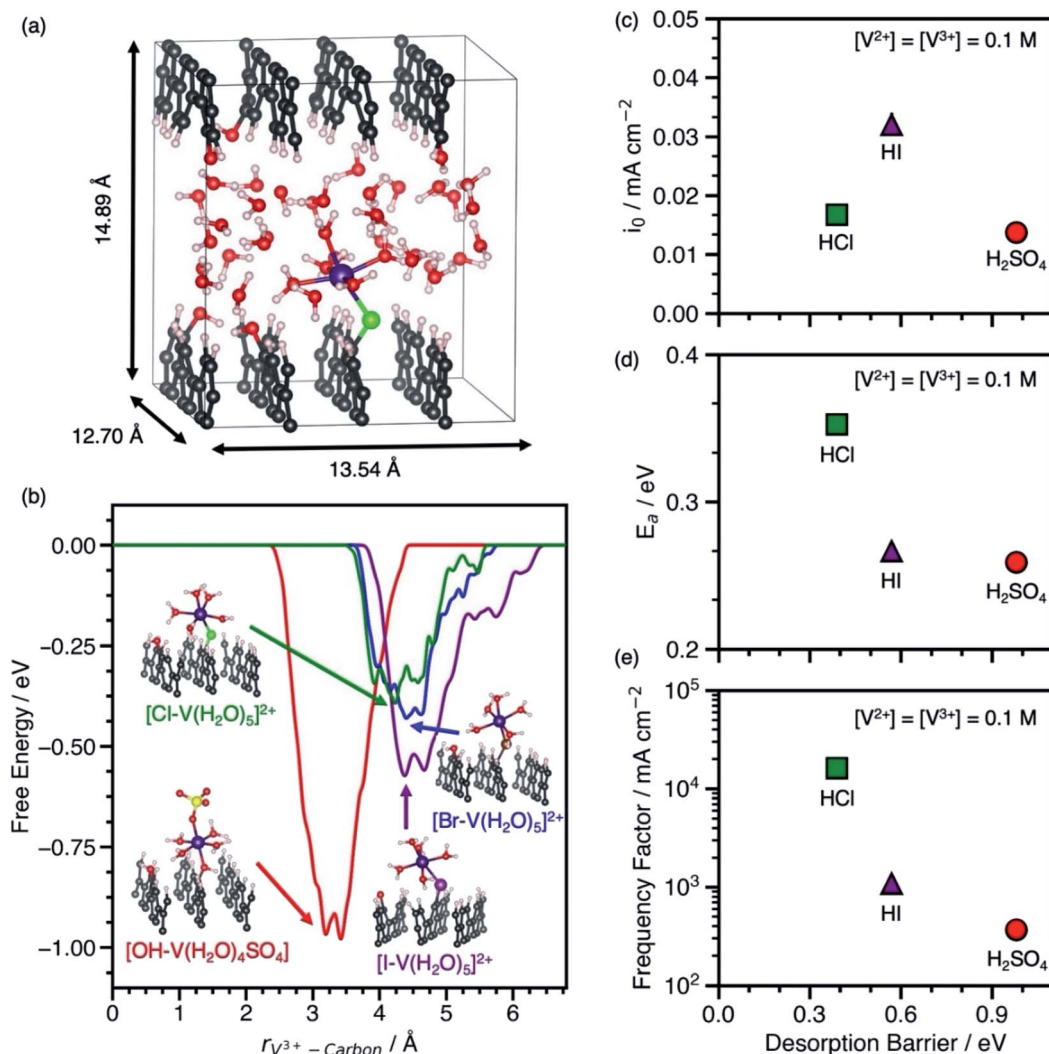 (a)
14.89 Å
12.70 Å
13.54 Å
(b)
0.00
−0.25
−0.50
−0.75
−1.00
Free Energy / eV
[Cl-V(H₂O)₅]²⁺
[Br-V(H₂O)₅]²⁺
[OH-V(H₂O)₄SO₄]
[I-V(H₂O)₅]²⁺
0 1 2 3 4 5 6
r_{V³⁺ − Carbon} / Å
(c)
[V²⁺] = [V³⁺] = 0.1 M
0.05
0.04
0.03
0.02
0.01
0.00
i₀ / mA cm⁻²
HI
HCl
H₂SO₄
(d)
[V²⁺] = [V³⁺] = 0.1 M
0.4
0.3
0.2
Eₐ / eV
HCl
HI
H₂SO₄
(e)
[V²⁺] = [V³⁺] = 0.1 M
10⁵
10⁴
10³
10²
Frequency Factor / mA cm⁻²
HCl
HI
H₂SO₄
0.0 0.3 0.6 0.9
Desorption Barrier / eV